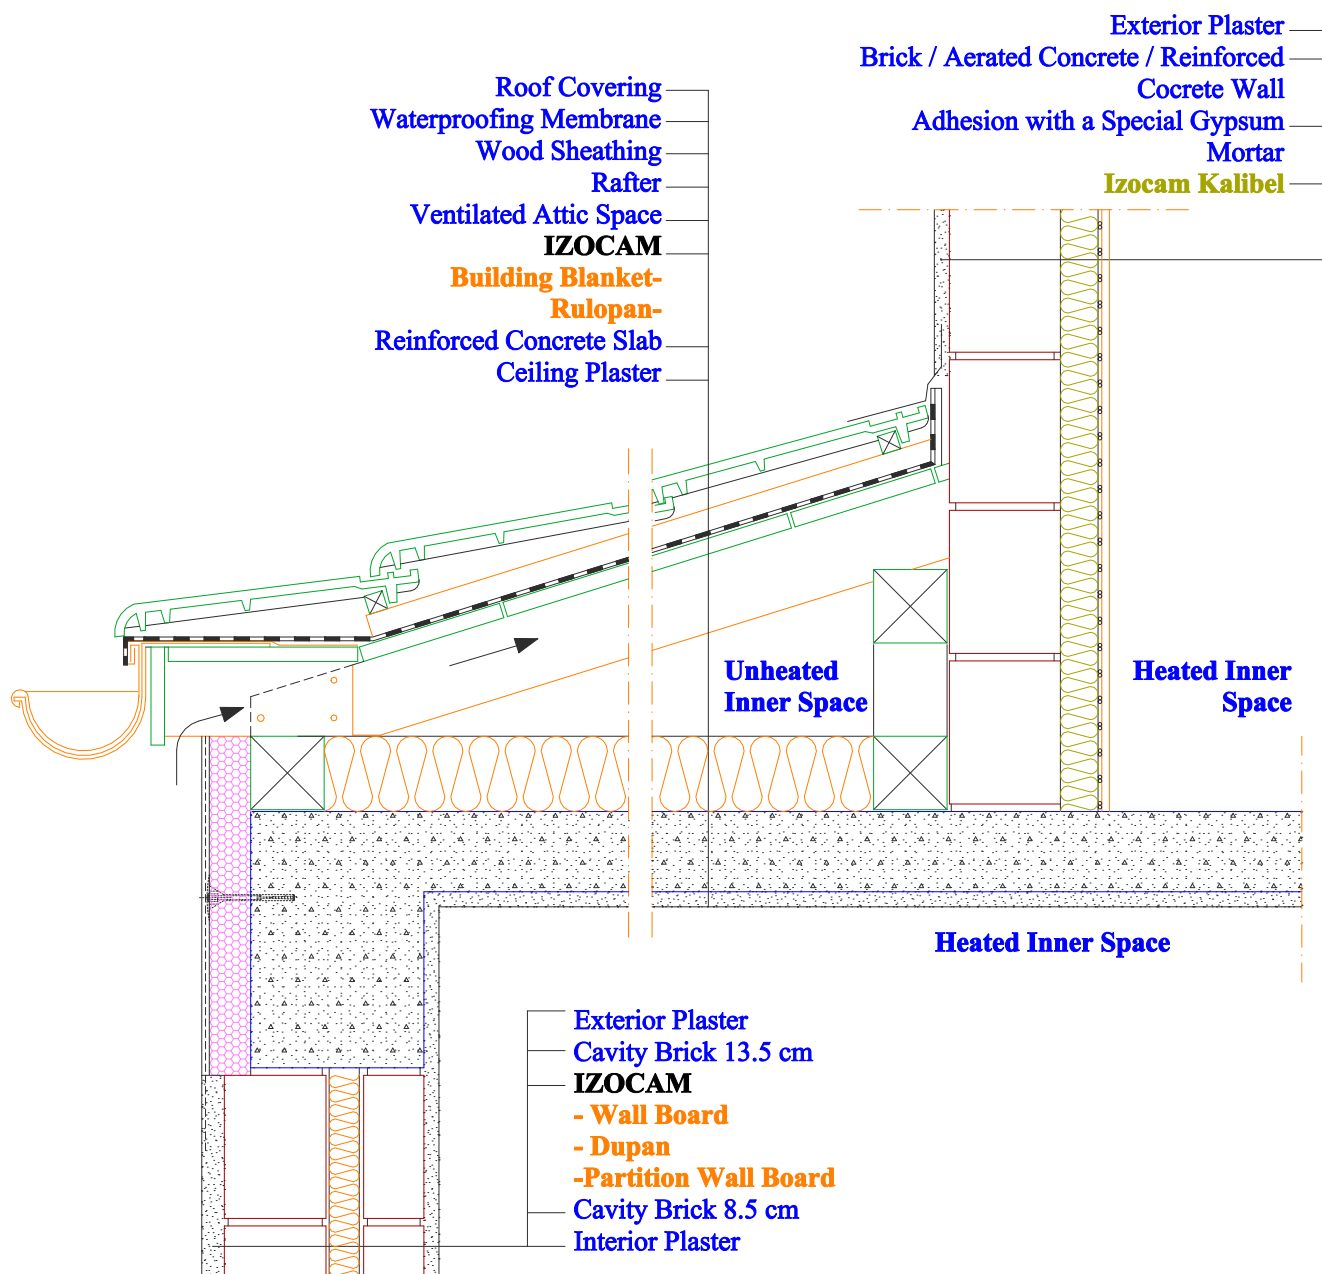 Exterior Plaster
Brick / Aerated Concrete / Reinforced
Cocrete Wall
Adhesion with a Special Gypsum
Mortar
Izocam Kalibel
Roof Covering
Waterproofing Membrane
Wood Sheathing
Rafter
Ventilated Attic Space
IZOCAM
Building Blanket-
Rulopan-
Reinforced Concrete Slab
Ceiling Plaster
Unheated
Inner Space
Heated Inner
Space
Heated Inner Space
Exterior Plaster
Cavity Brick 13.5 cm
IZOCAM
- Wall Board
- Dupan
-Partition Wall Board
Cavity Brick 8.5 cm
Interior Plaster